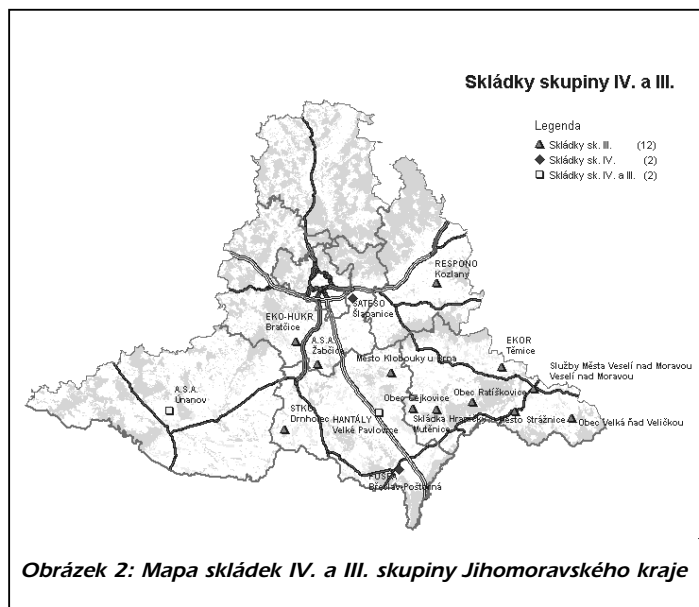 Skládky skupiny IV. a III.
Legenda
Skládky sk. III. (12)
Skládky sk. IV. (2)
Skládky sk. IV. a III. (2)
RESPONO
Kozlany
ŠATEŠO
Šlapanice
EKO-HUKR
Bratčice
A.S.A.
Žabčice
Město Klobouky u Brna
EKOR
Těmice
Služby Města Veselí nad Moravou
Veselí nad Moravou
A.S.A.
Únanov
Obec Čejkovice
Obec Ratíškovice
STKO
Drnholec
HANTÁLY
Velké Pavlovice
Skládka
Mutěnice
Město Strážnice
Obec Velká nad Veličkou
Břeclav-Poštorná
Obrázek 2: Mapa skládek IV. a III. skupiny Jihomoravského kraje